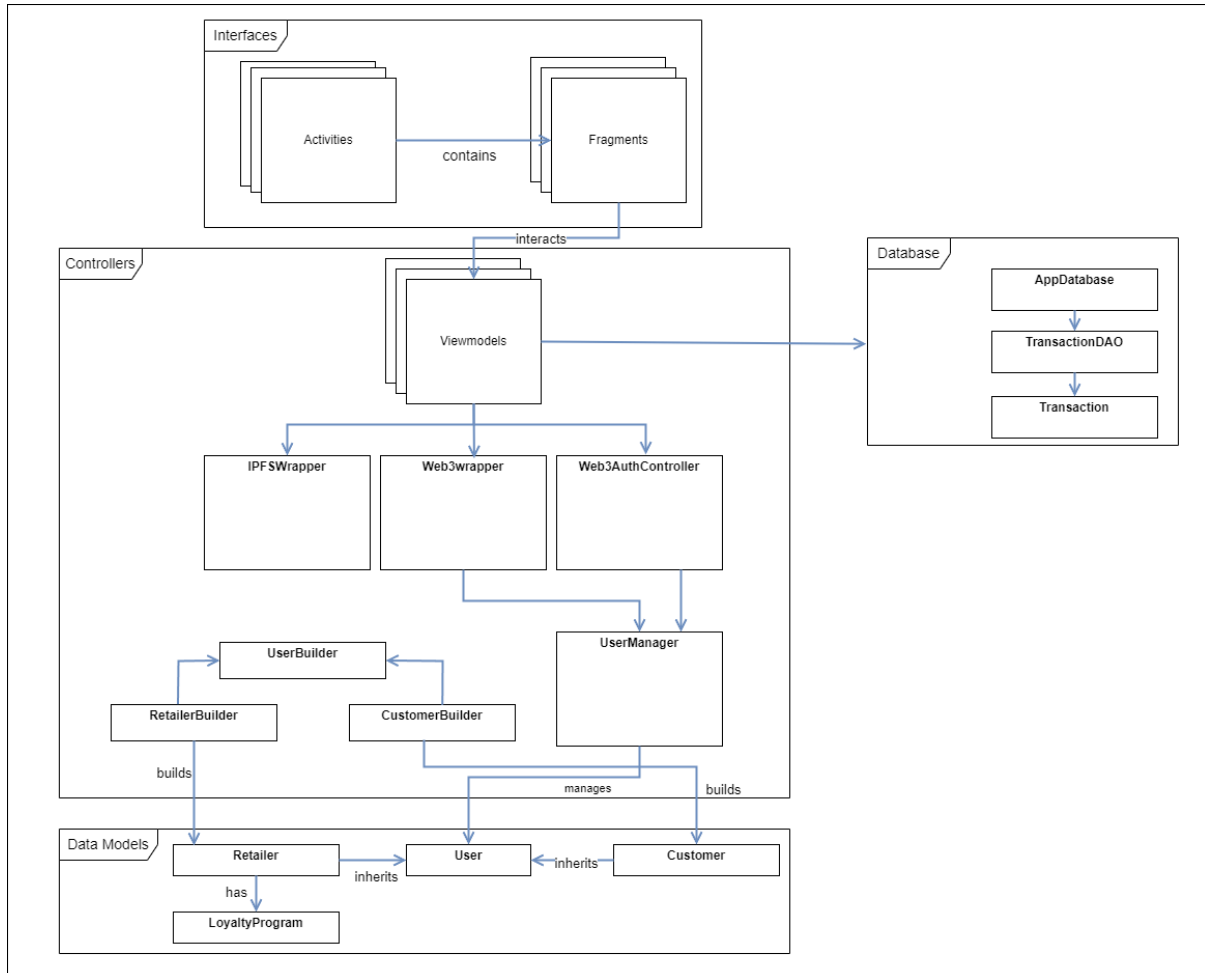 Interfaces
Activities
Fragments
contains
interacts
Controllers
Database
AppDatabase
Viewmodels
TransactionDAO
Transaction
IPFSWrapper
Web3wrapper
Web3AuthController
UserBuilder
UserManager
RetailerBuilder
CustomerBuilder
builds
manages
builds
Data Models
Retailer
User
Customer
inherits
inherits
has
LoyaltyProgram